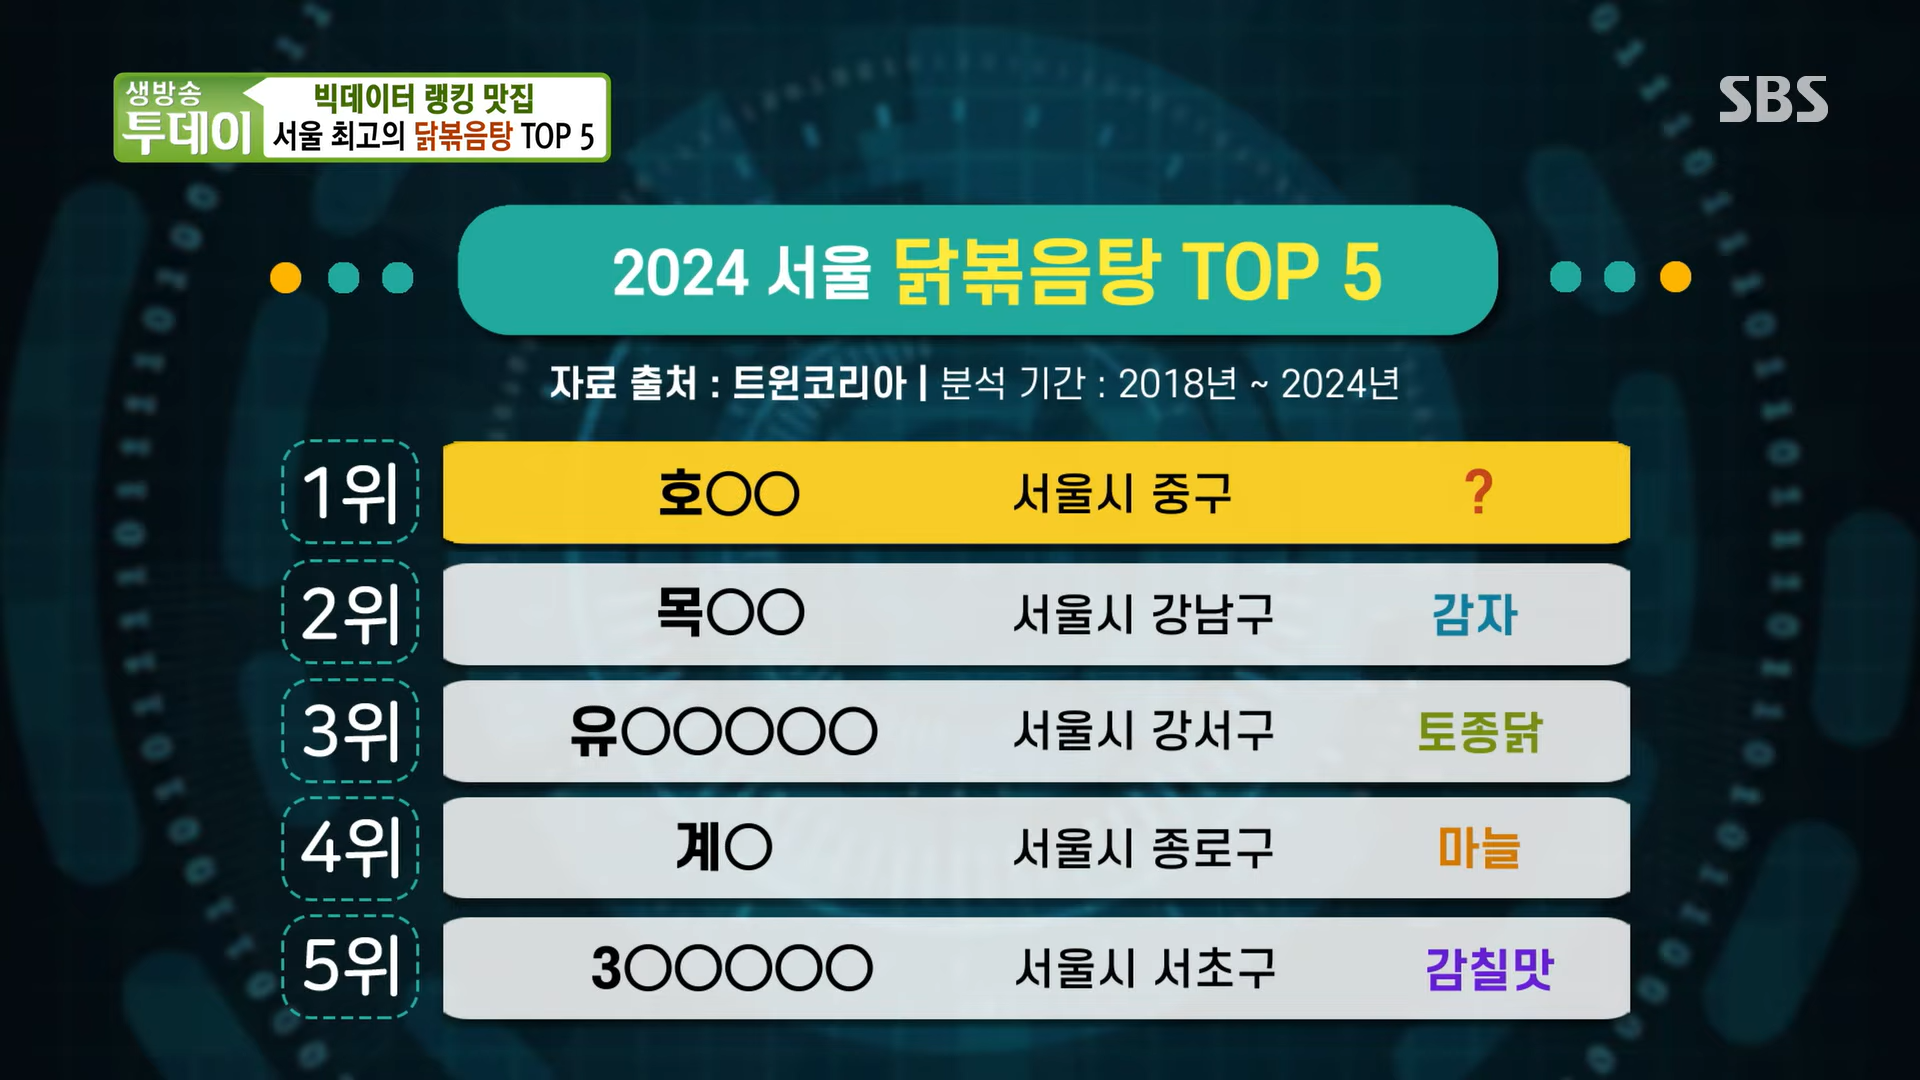 생방송
투데이
빅데이터 랭킹 맛집
서울 최고의 닭볶음탕 TOP 5
SBS
2024 서울 닭볶음탕 TOP 5
자료 출처 : 트윈코리아 | 분석 기간 : 2018년 ~ 2024년
1위 호○○ 서울시 중구 ?
2위 목○○ 서울시 강남구 감자
3위 유○○○○○ 서울시 강서구 토종닭
4위 계○ 서울시 종로구 마늘
5위 3○○○○○ 서울시 서초구 감칠맛